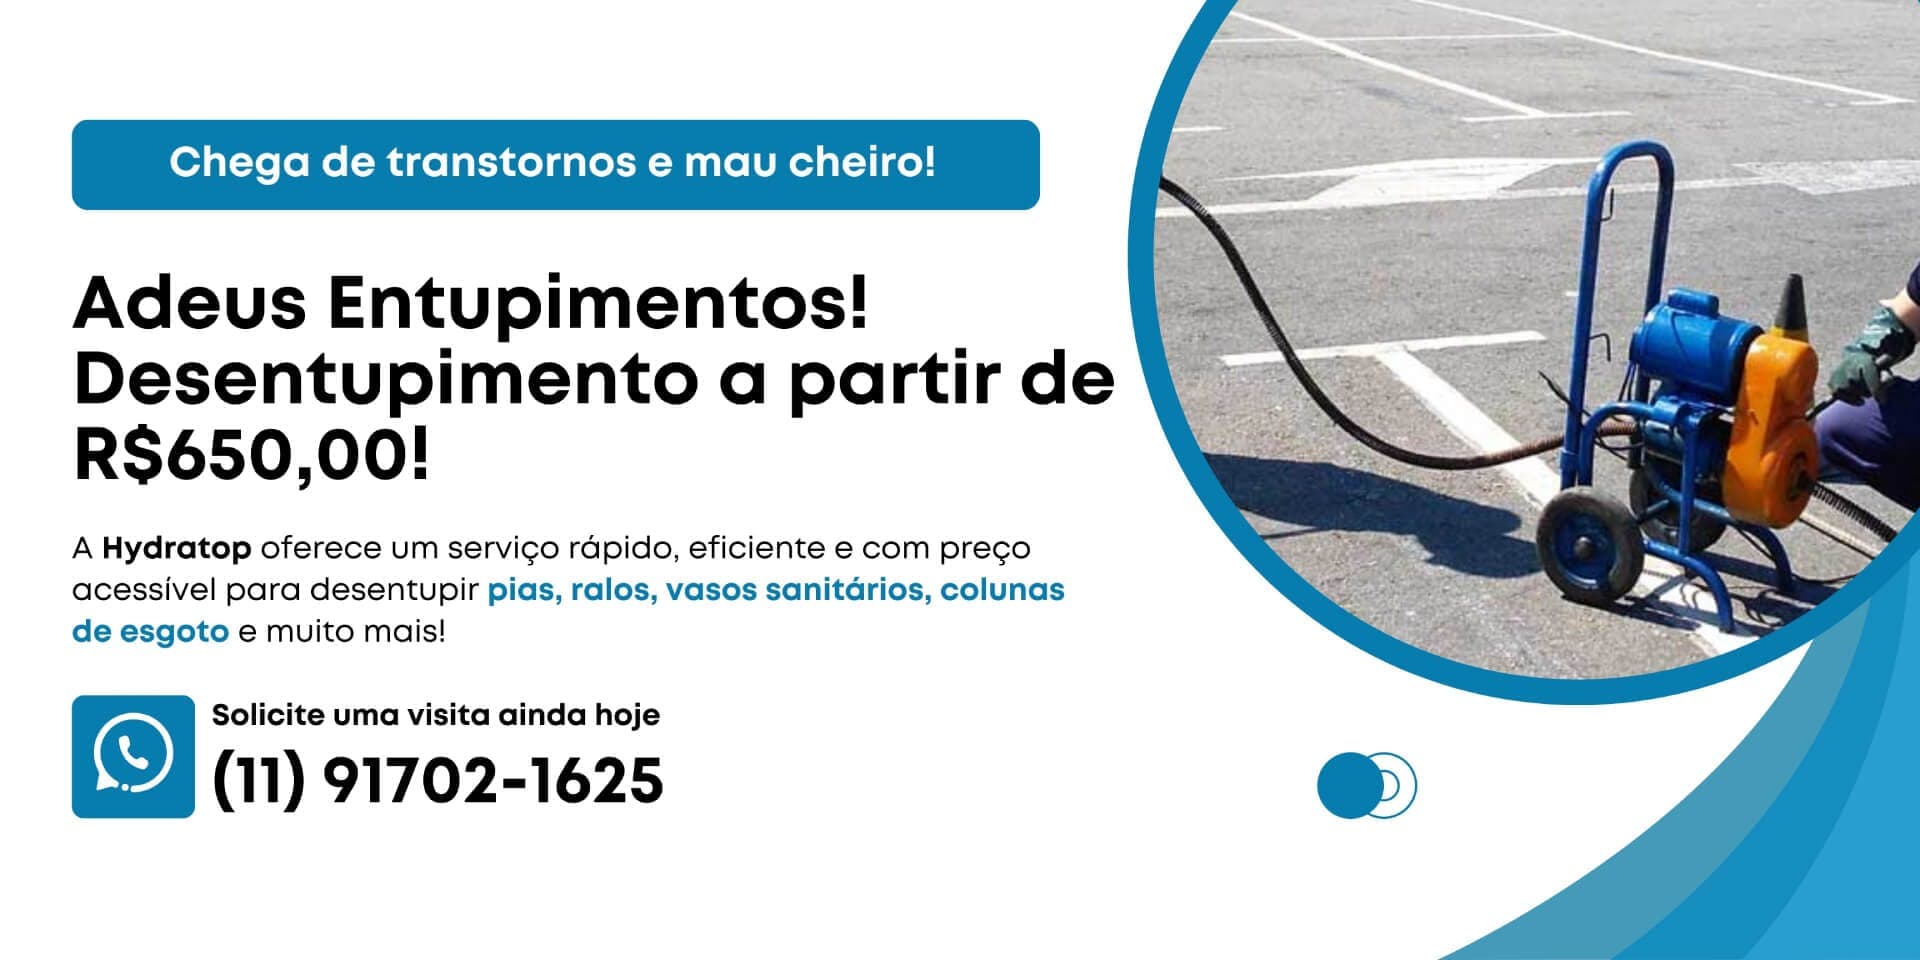 Chega de transtornos e mau cheiro!
Adeus Entupimentos!
Desentupimento a partir de
R$650,00!
A Hydratop oferece um serviço rápido, eficiente e com preço
acessível para desentupir pias, ralos, vasos sanitários, colunas
de esgoto e muito mais!
Solicite uma visita ainda hoje
(11) 91702-1625